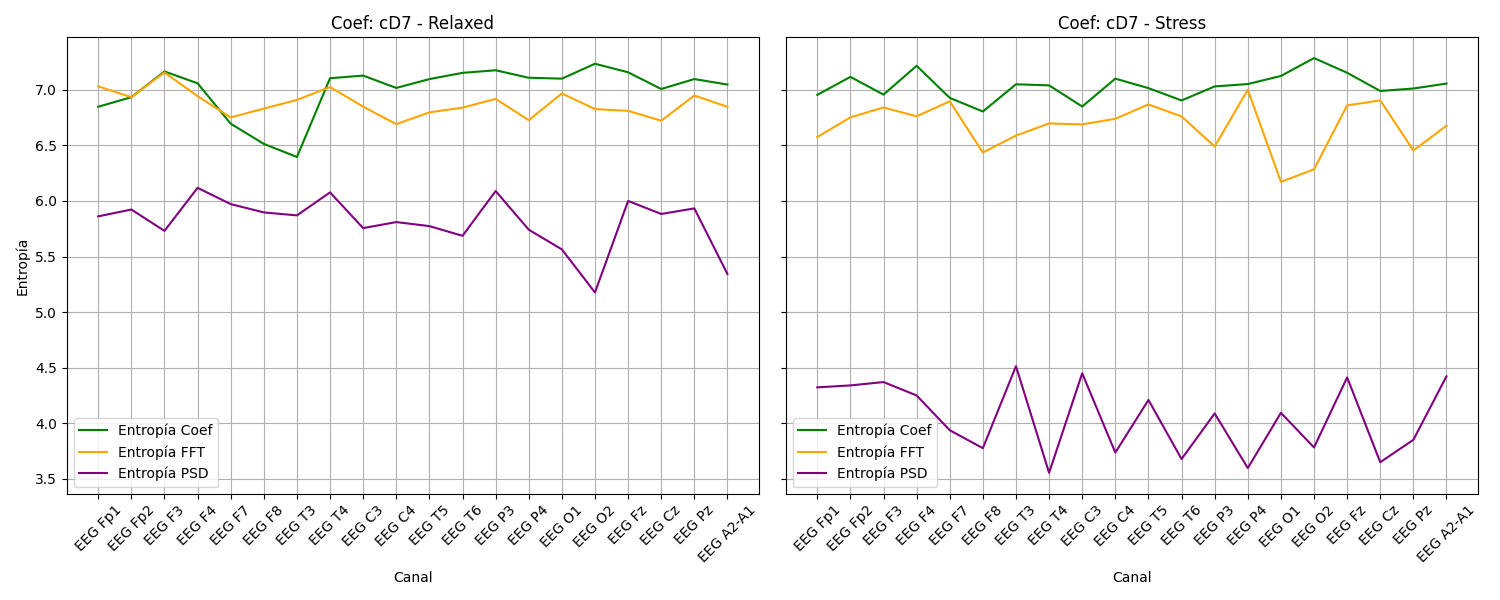 Coef: cD7 - Relaxed
Entropía
7.0
6.5
6.0
5.5
5.0
4.5
4.0
3.5
Entropía Coef
Entropía FFT
Entropía PSD
EEG Fp1
EEG Fp2
EEG F3
EEG F4
EEG F7
EEG F8
EEG T3
EEG T4
EEG C3
EEG C4
EEG T5
EEG T6
EEG P3
EEG P4
EEG O1
EEG O2
EEG Fz
EEG Cz
EEG Pz
EEG A2-A1
Canal
Coef: cD7 - Stress
Entropía Coef
Entropía FFT
Entropía PSD
EEG Fp1
EEG Fp2
EEG F3
EEG F4
EEG F7
EEG F8
EEG T3
EEG T4
EEG C3
EEG C4
EEG T5
EEG T6
EEG P3
EEG P4
EEG O1
EEG O2
EEG Fz
EEG Cz
EEG Pz
EEG A2-A1
Canal